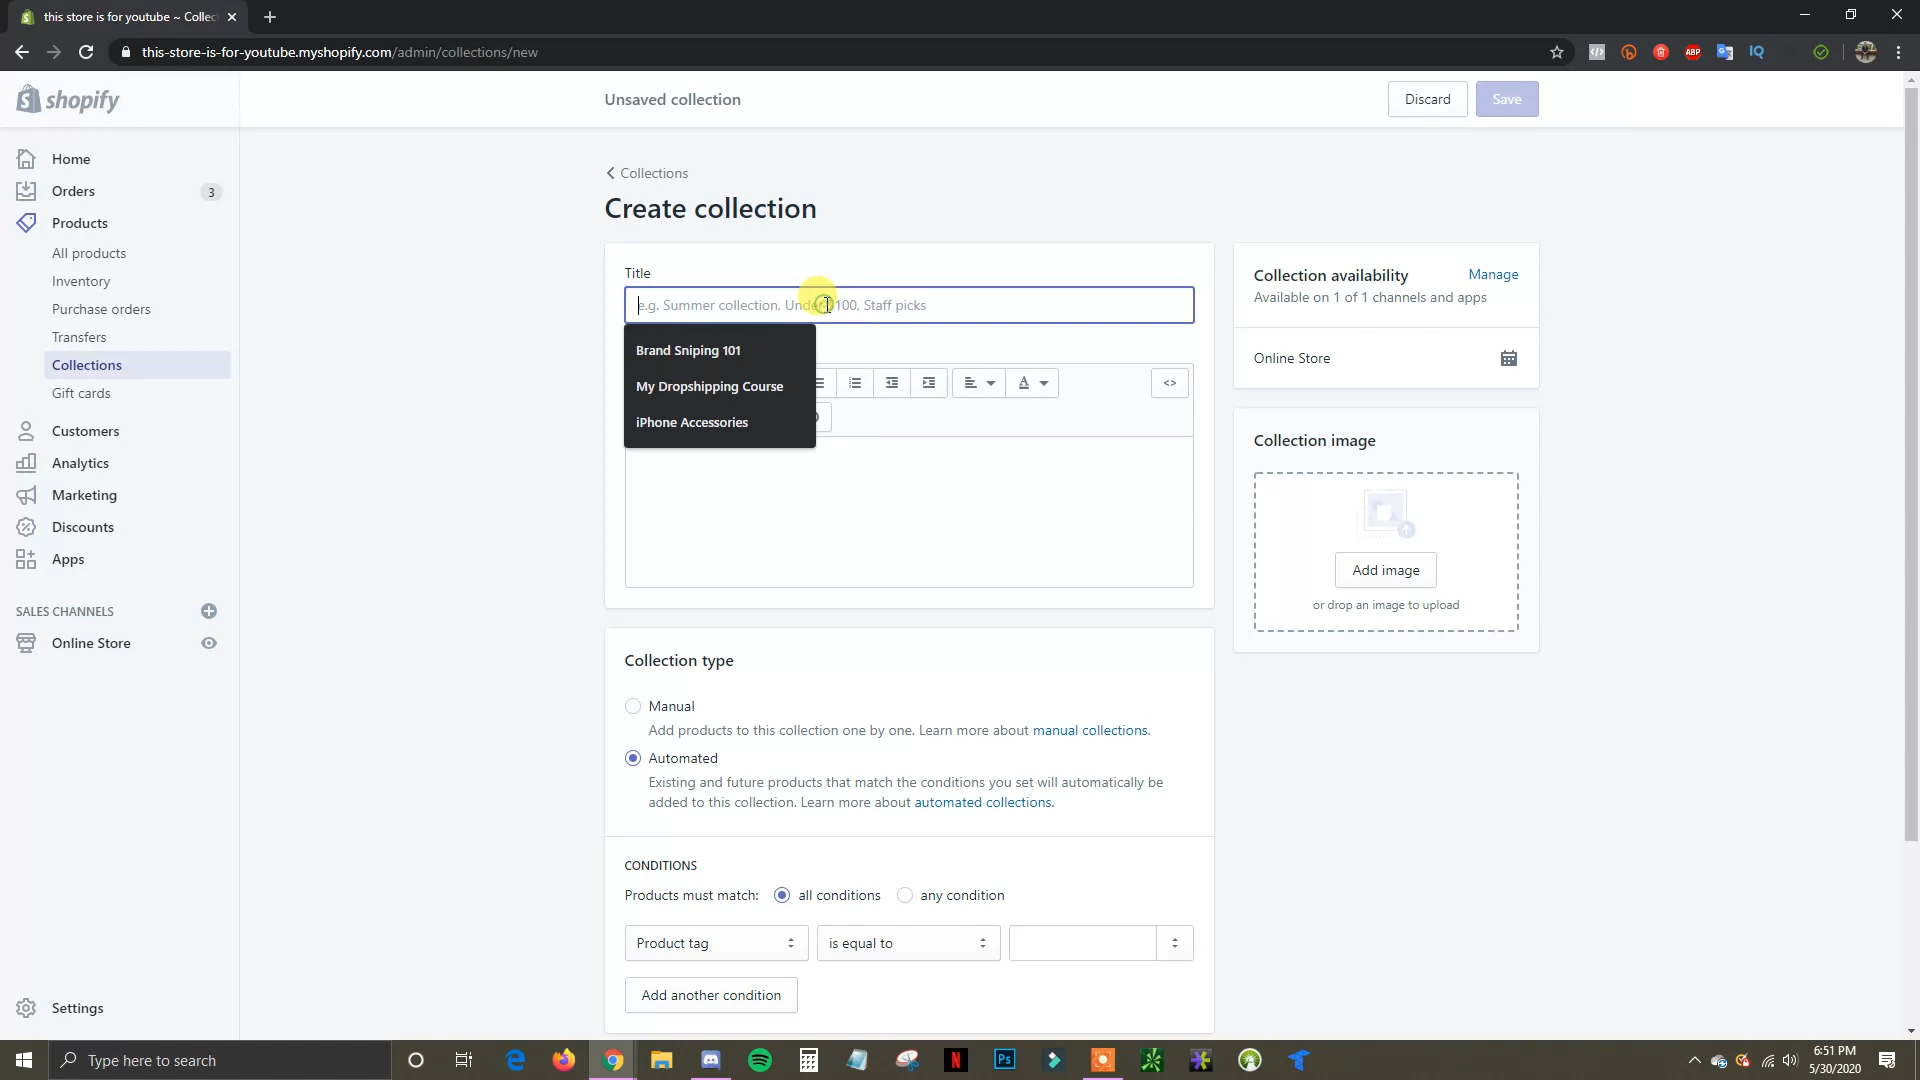 this store is for youtube ~ Collec
this-store-is-for-youtube.myshopify.com/admin/collections/new
ABP
IQ
shopify
Unsaved collection
Discard
Save
Home
Orders
3
Products
All products
Inventory
Purchase orders
Transfers
Collections
Gift cards
Customers
Analytics
Marketing
Discounts
Apps
SALES CHANNELS
Online Store
Settings
Collections
Create collection
Title
e.g. Summer collection, Under 100, Staff picks
Brand Sniping 101
My Dropshipping Course
iPhone Accessories
A
<>
Collection type
Manual
Add products to this collection one by one. Learn more about manual collections.
Automated
Existing and future products that match the conditions you set will automatically be
added to this collection. Learn more about automated collections.
CONDITIONS
Products must match:
all conditions
any condition
Product tag
is equal to
Add another condition
Collection availability
Manage
Available on 1 of 1 channels and apps
Online Store
Collection image
Add image
or drop an image to upload
Type here to search
N
Ps
6:51 PM
5/30/2020